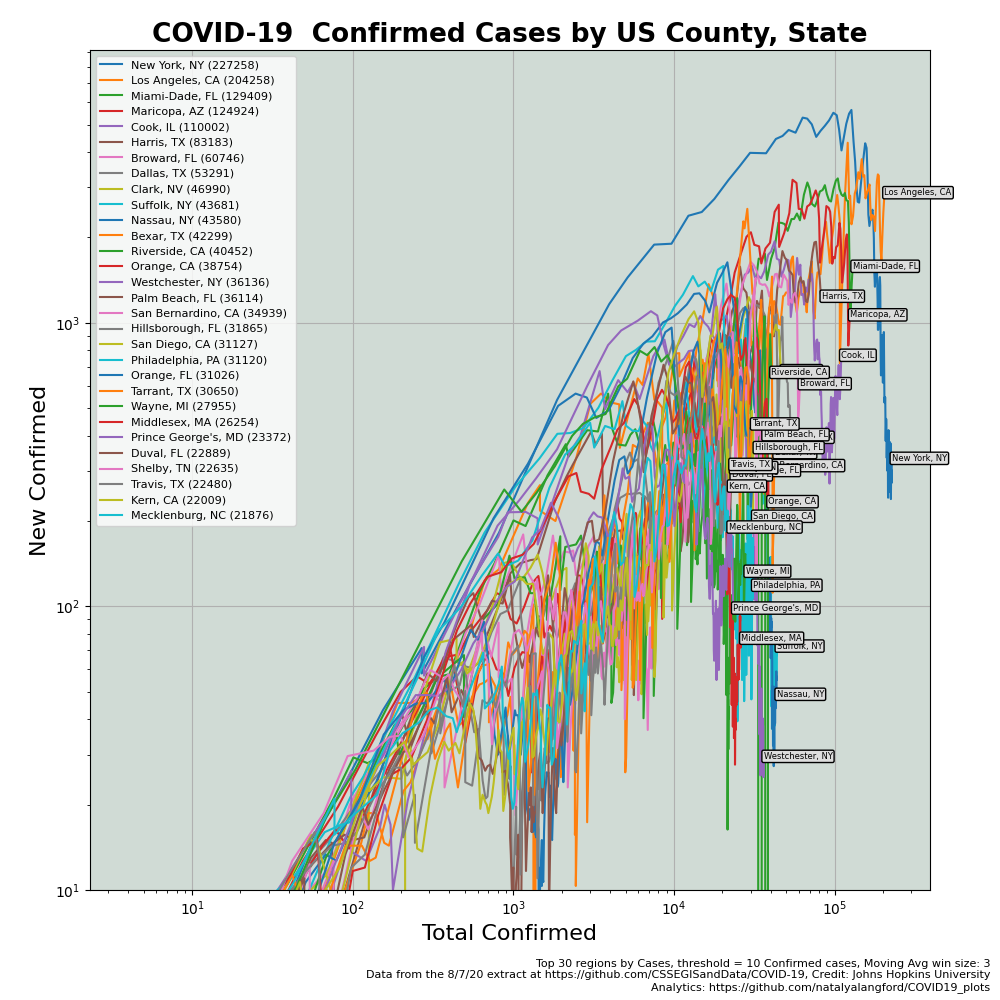 COVID-19  Confirmed Cases by US County, State
New York, NY (227258)
Los Angeles, CA (204258)
Miami-Dade, FL (129409)
Maricopa, AZ (124924)
Cook, IL (110002)
Harris, TX (83183)
Broward, FL (60746)
Dallas, TX (53291)
Clark, NV (46990)
Suffolk, NY (43681)
Nassau, NY (43580)
Bexar, TX (42299)
Riverside, CA (40452)
Orange, CA (38754)
Westchester, NY (36136)
Palm Beach, FL (36114)
San Bernardino, CA (34939)
Hillsborough, FL (31865)
San Diego, CA (31127)
Philadelphia, PA (31120)
Orange, FL (31026)
Tarrant, TX (30650)
Wayne, MI (27955)
Middlesex, MA (26254)
Prince George's, MD (23372)
Duval, FL (22889)
Shelby, TN (22635)
Travis, TX (22480)
Kern, CA (22009)
Mecklenburg, NC (21876)
Los Angeles, CA
Miami-Dade, FL
Harris, TX
Maricopa, AZ
Cook, IL
Riverside, CA
Broward, FL
Tarrant, TX
Palm Beach, FL
Hillsborough, FL
New York, NY
Travis, TX
Kern, CA
Orange, CA
San Diego, CA
Mecklenburg, NC
Wayne, MI
Philadelphia, PA
Prince George's, MD
Middlesex, MA
Suffolk, NY
Nassau, NY
Westchester, NY
New Confirmed
10³
10²
10¹
10¹ 10² 10³ 10⁴ 10⁵
Total Confirmed
Top 30 regions by Cases, threshold = 10 Confirmed cases, Moving Avg win size: 3
Data from the 8/7/20 extract at https://github.com/CSSEGISandData/COVID-19, Credit: Johns Hopkins University
Analytics: https://github.com/natalyalangford/COVID19_plots